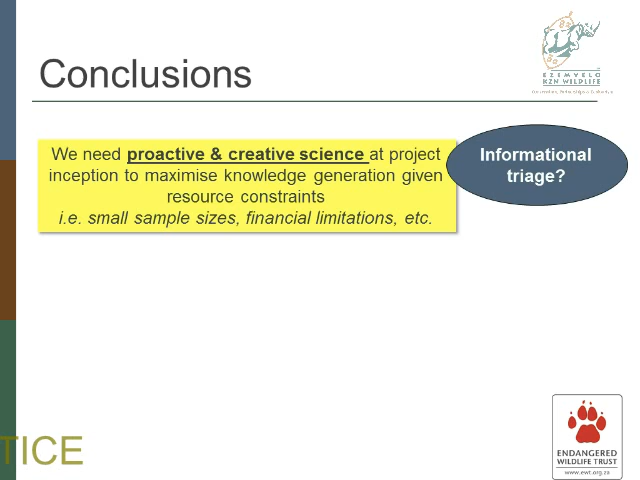 Conclusions
EZEMVELO
KZN WILDLIFE
We need proactive & creative science at project
inception to maximise knowledge generation given
resource constraints
i.e. small sample sizes, financial limitations, etc.
Informational
triage?
TICE
ENDANGERED
WILDLIFE TRUST
www.ewt.org.za